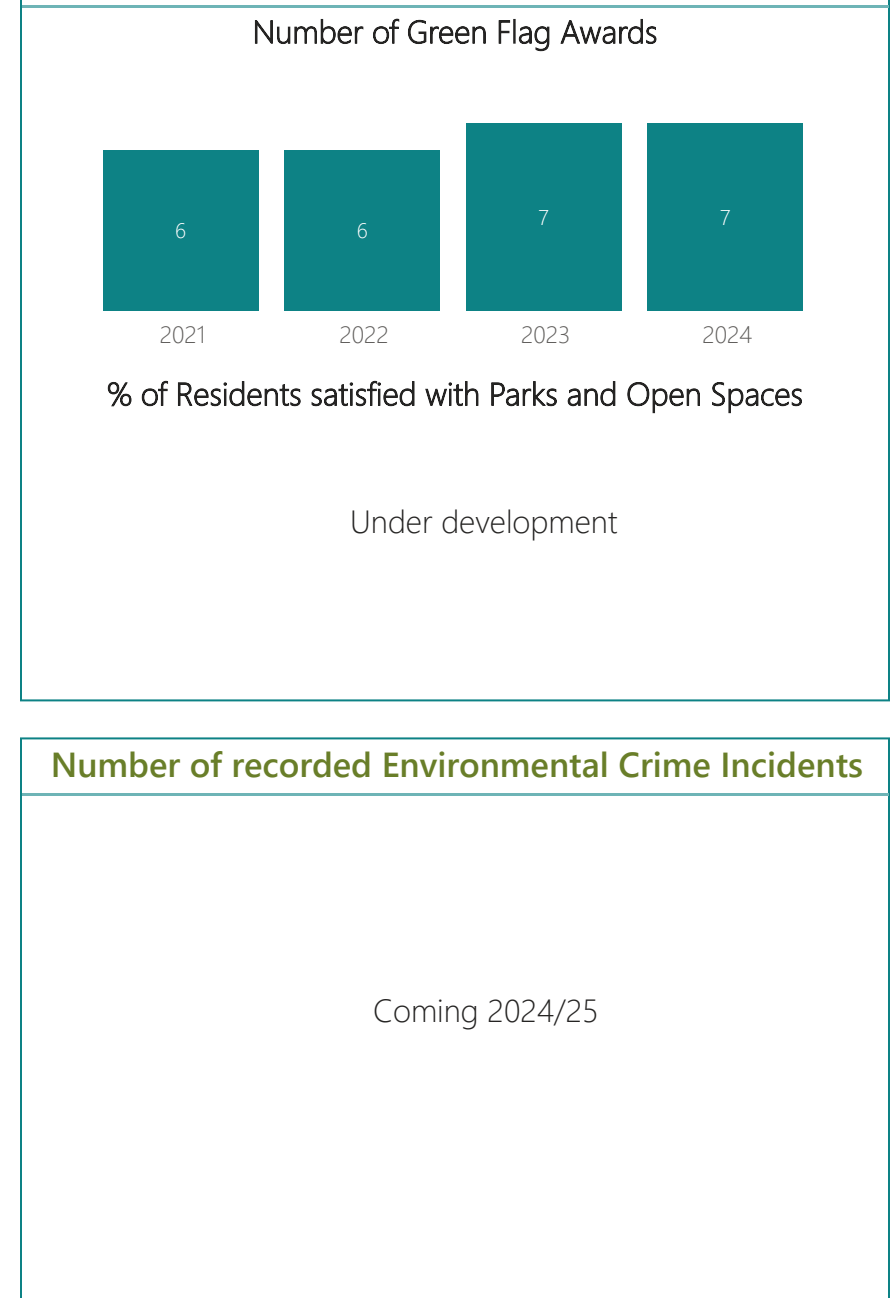 Number of Green Flag Awards
6 6 7 7
2021 2022 2023 2024
% of Residents satisfied with Parks and Open Spaces
Under development
Number of recorded Environmental Crime Incidents
Coming 2024/25